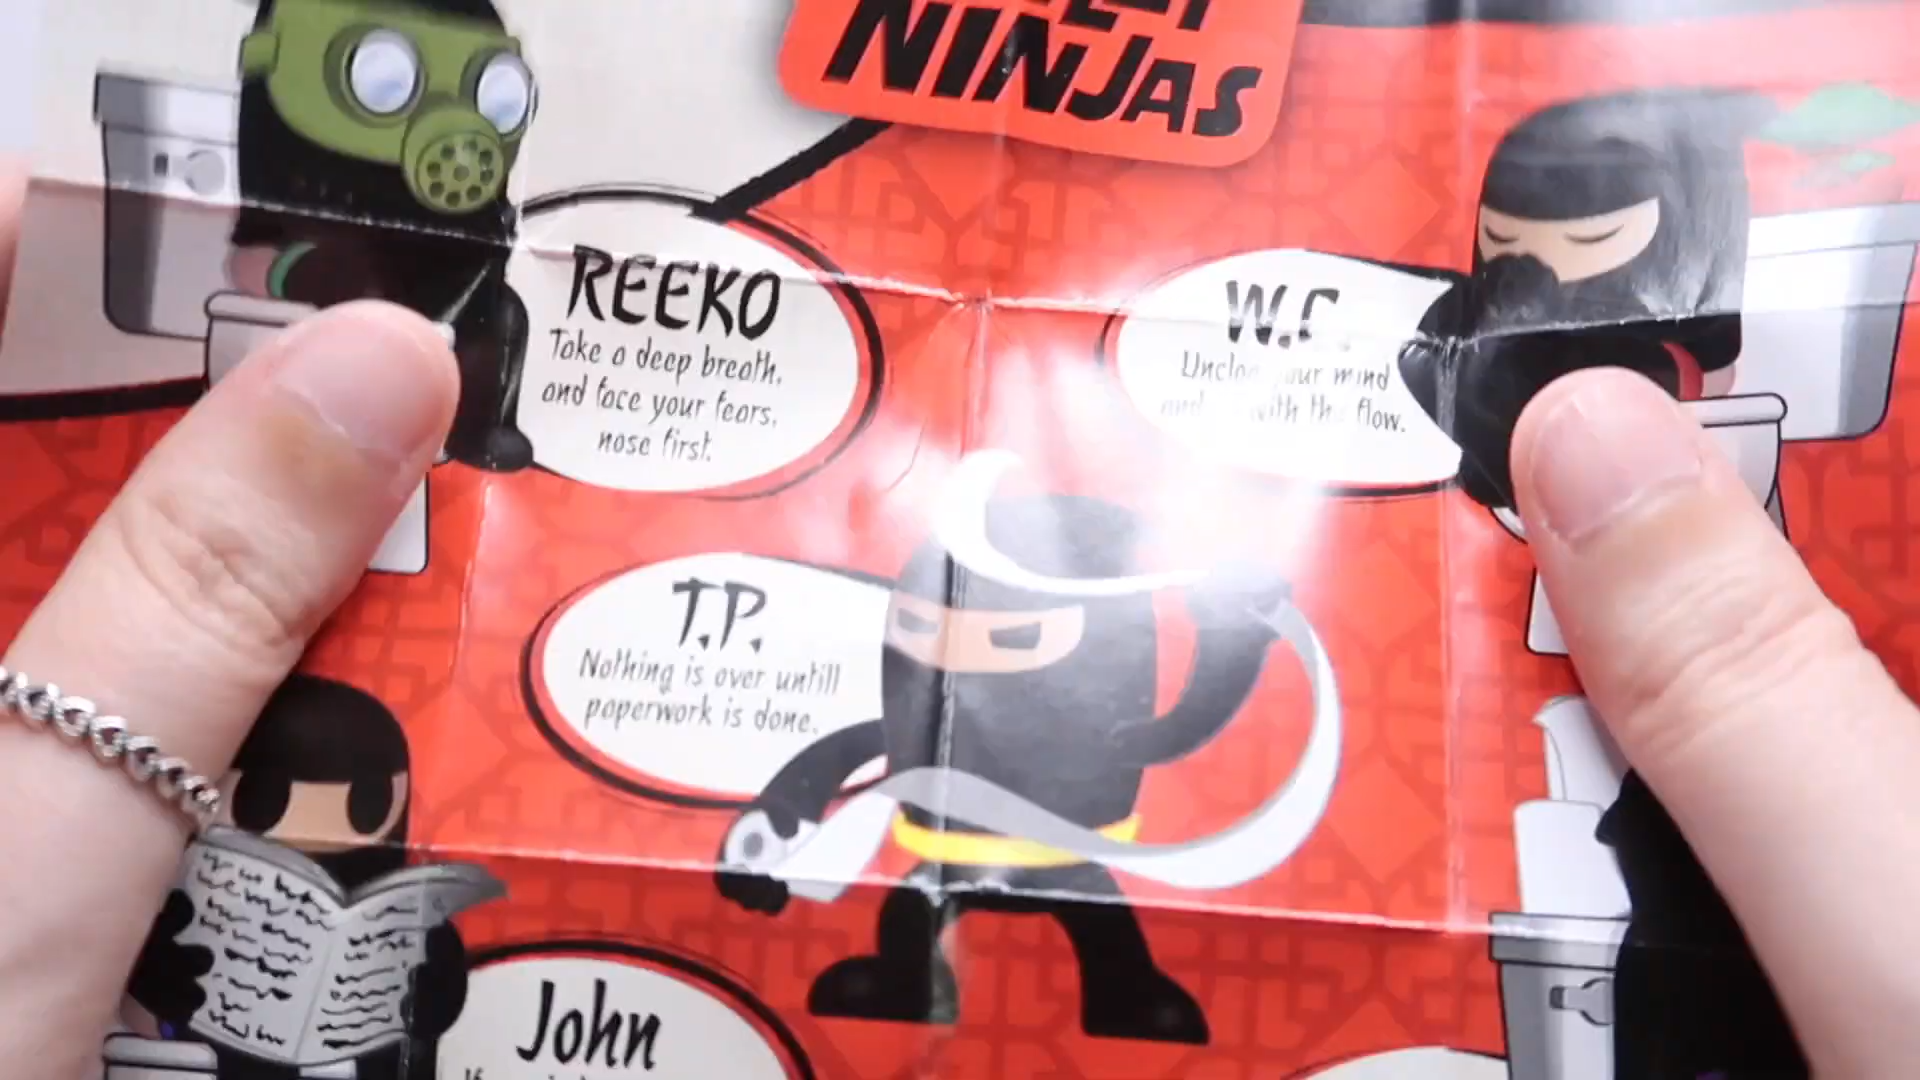 NINJAS
REEKO
Take a deep breath,
and face your fears,
nose first.
W.C.
your mind
with the flow.
T.P.
Nothing is over untill
paperwork is done.
John